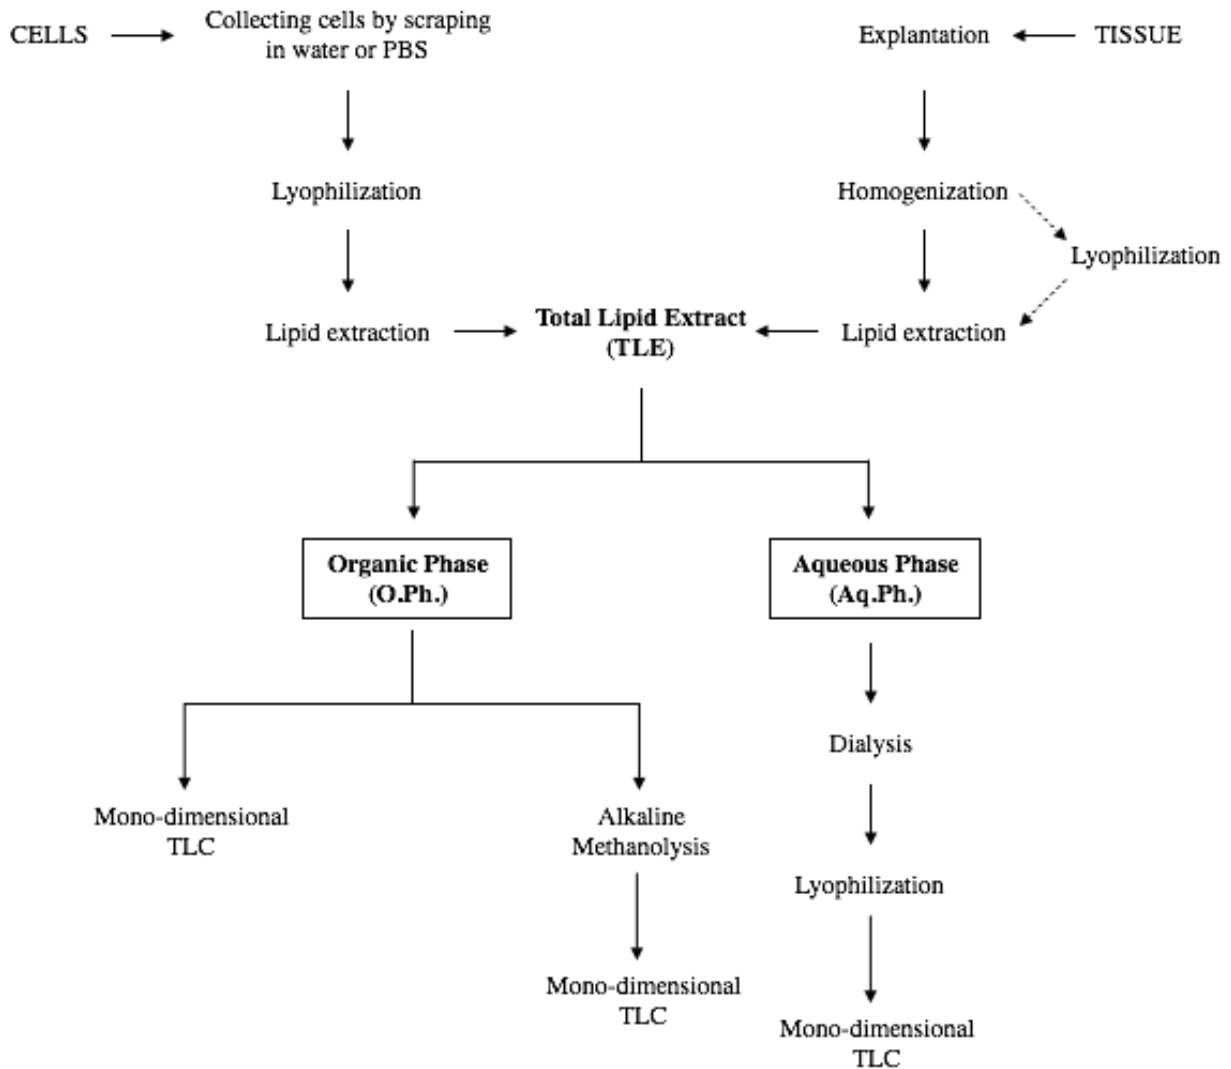 CELLS
Collecting cells by scraping
in water or PBS
Explantation
TISSUE
Lyophilization
Homogenization
Lyophilization
Lipid extraction
Total Lipid Extract
(TLE)
Lipid extraction
Organic Phase
(O.Ph.)
Aqueous Phase
(Aq.Ph.)
Dialysis
Mono-dimensional
TLC
Alkaline
Methanolysis
Lyophilization
Mono-dimensional
TLC
Mono-dimensional
TLC